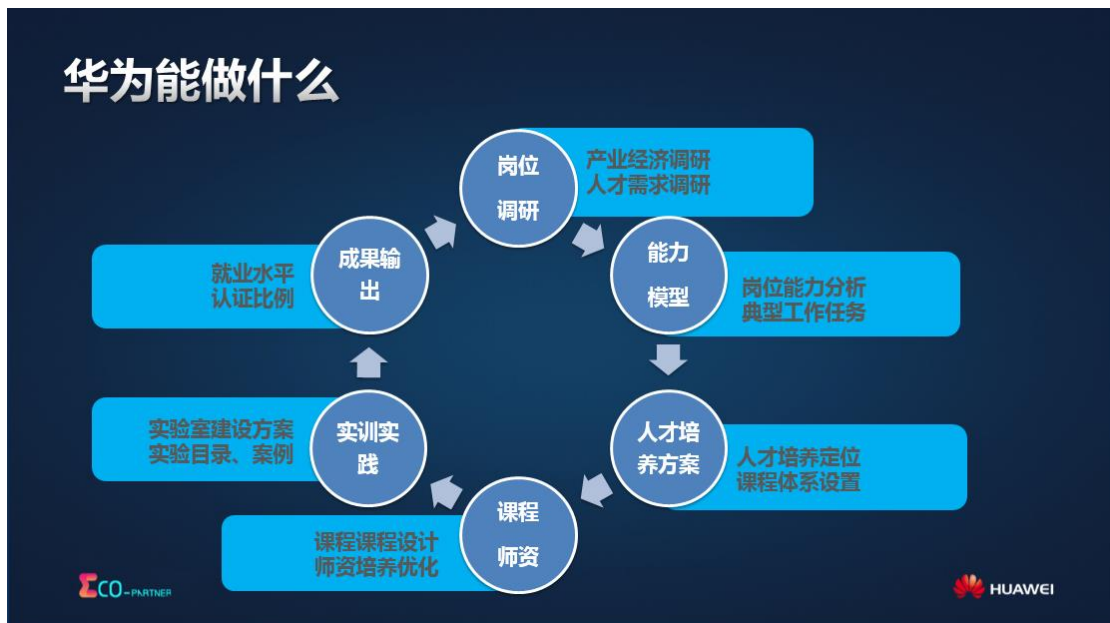 华为能做什么
岗位
调研
产业经济调研
人才需求调研
能力
模型
岗位能力分析
典型工作任务
人才培
养方案
人才培养定位
课程体系设置
课程
师资
课程课程设计
师资培养优化
实训实
践
实验室建设方案
实验目录、案例
成果输
出
就业水平
认证比例
ECO-PARTNER
HUAWEI